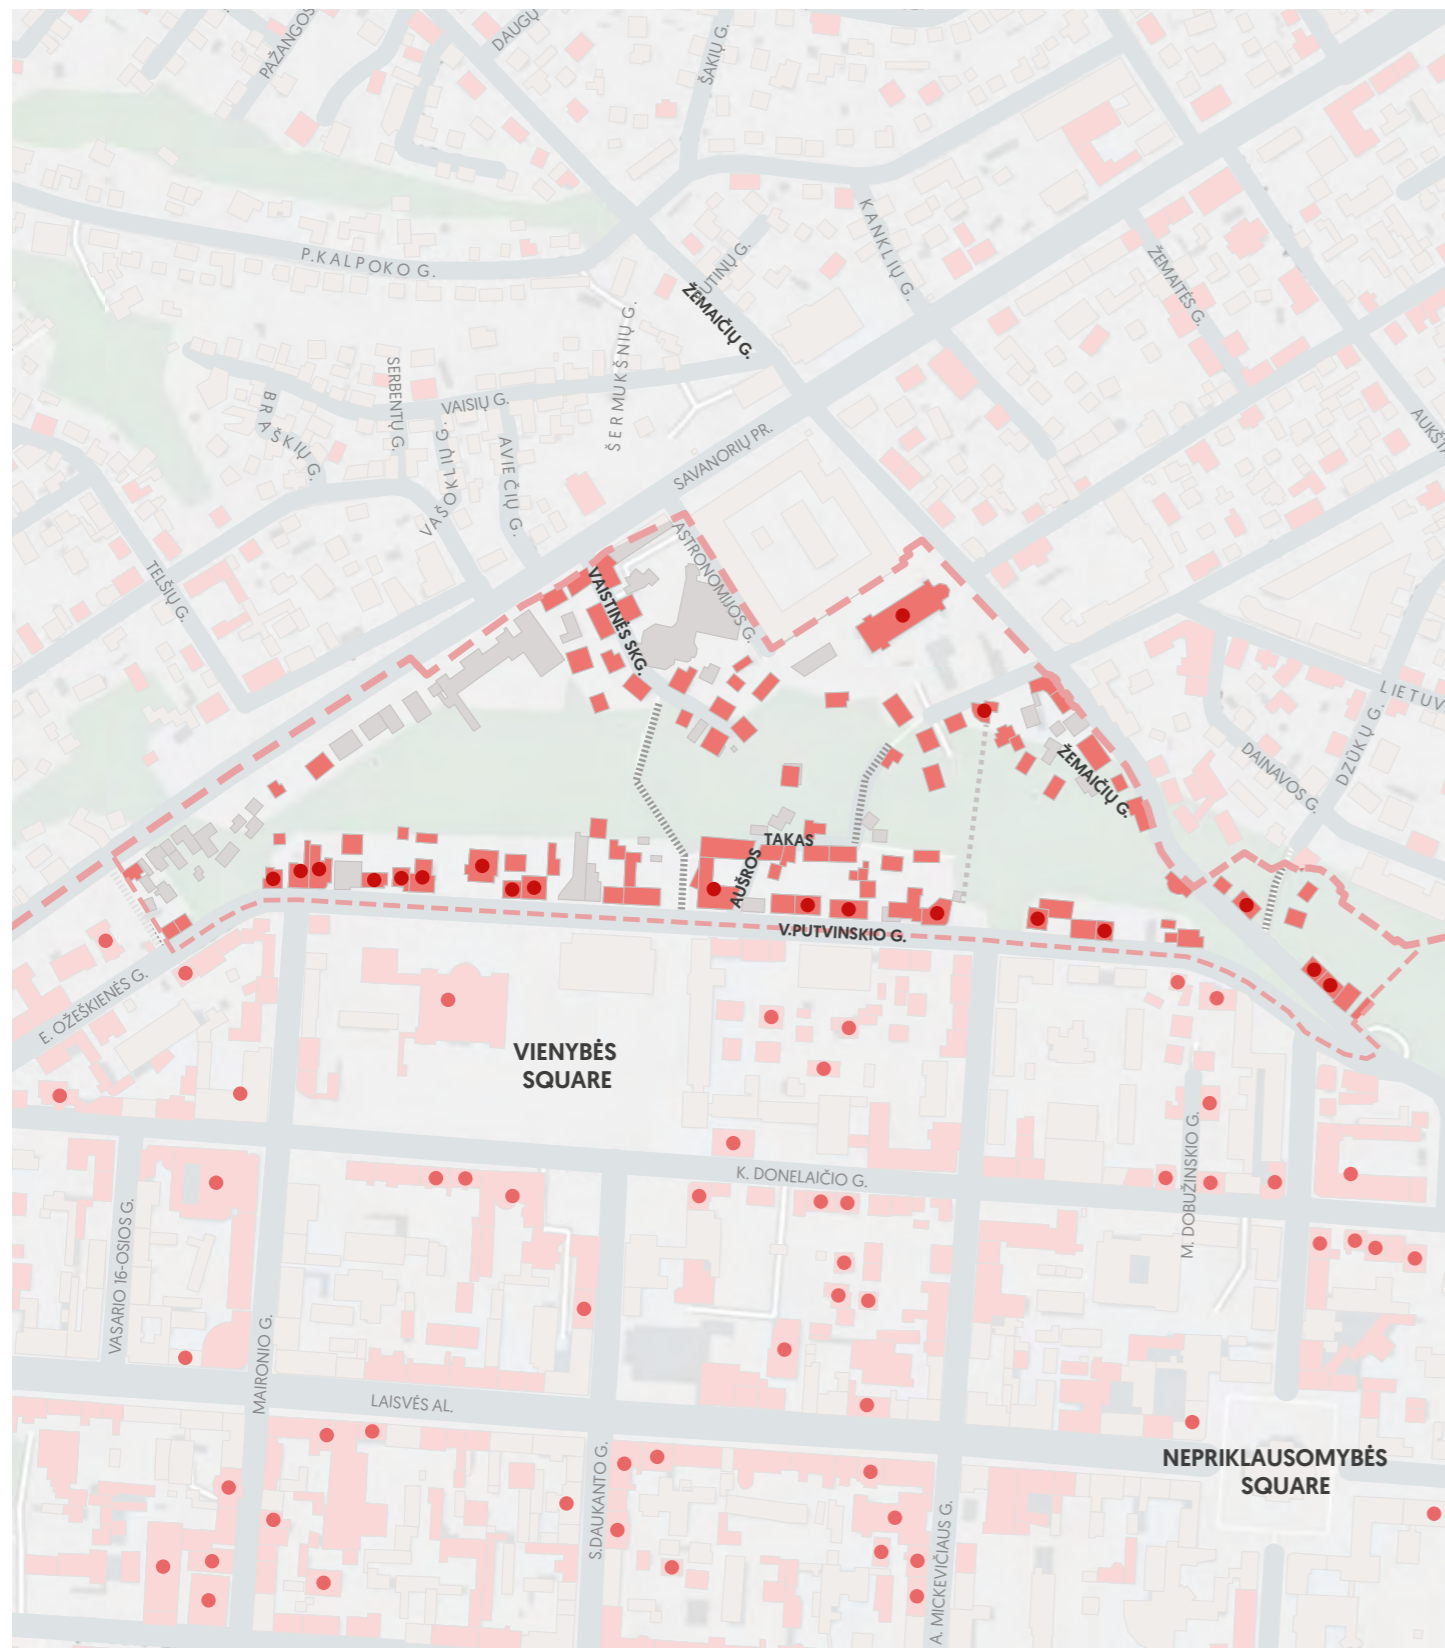 PAŽANGOS
DAUGŲ
ŠAKIŲ G.
KANKLIŲ G.
ŽEMAITĖS G.
P.KALPOKO G.
UTINŲ G.
ŽEMAIČIŲ G.
ŠERMUKŠNIŲ G.
SERBENTŲ G.
BRAŠKIŲ G.
VAISIŲ G.
VAŠOKLIŲ G.
AVIEČIŲ G.
SAVANORIŲ PR.
AUKŠTA
TELŠIŲ G.
ASTRONOMIJOS G.
VAISTINĖS SKG.
LIETUV
DZŪKŲ G.
DAINAVOS G.
ŽEMAIČIŲ G.
AUŠROS
TAKAS
V.PUTVINSKIO G.
E. OŽEŠKIENĖS G.
VIENYBĖS
SQUARE
K. DONELAIČIO G.
M. DOBUŽINSKIO G.
VASARIO 16-OSIOS G.
MAIRONIO G.
LAISVĖS AL.
S.DAUKANTO G.
A. MICKEVIČIAUS G.
NEPRIKLAUSOMYBĖS
SQUARE